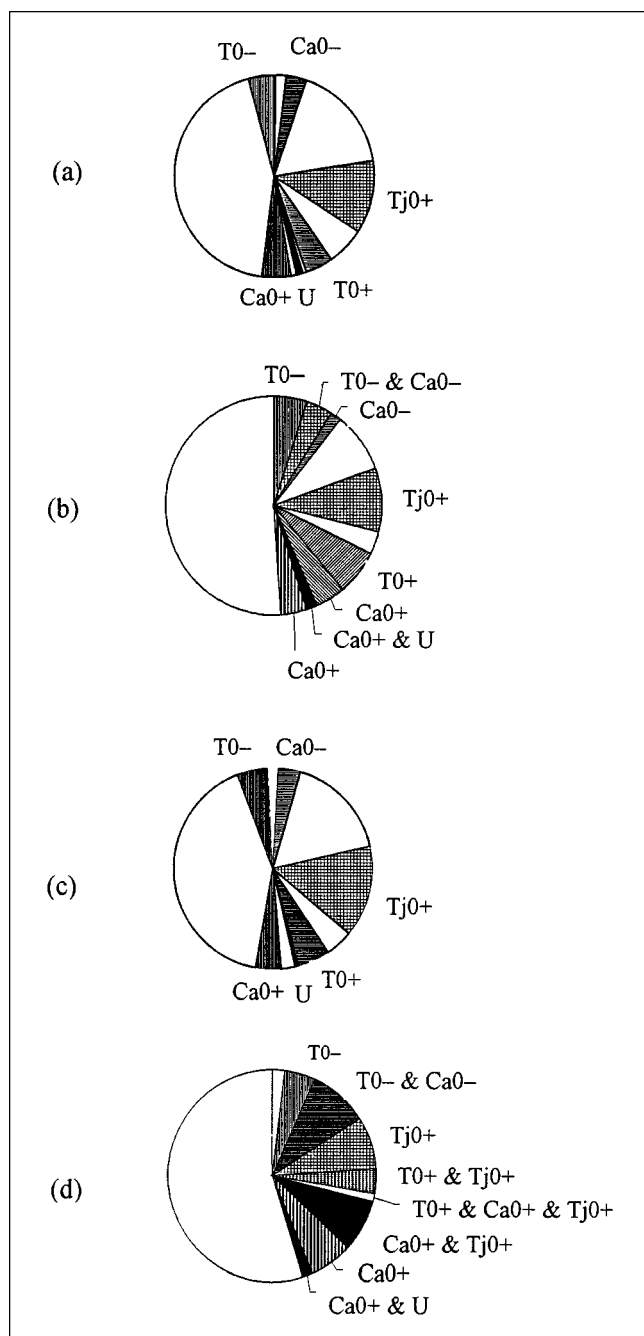 T0– Ca0–
(a)
Tj0+
T0+
Ca0+ U
T0–
T0– & Ca0–
Ca0–
(b)
Tj0+
T0+
Ca0+
Ca0+ & U
Ca0+
T0– Ca0–
(c)
Tj0+
T0+
Ca0+ U
T0–
T0– & Ca0–
Tj0+
T0+ & Tj0+
(d)
T0+ & Ca0+ & Tj0+
Ca0+ & Tj0+
Ca0+
Ca0+ & U